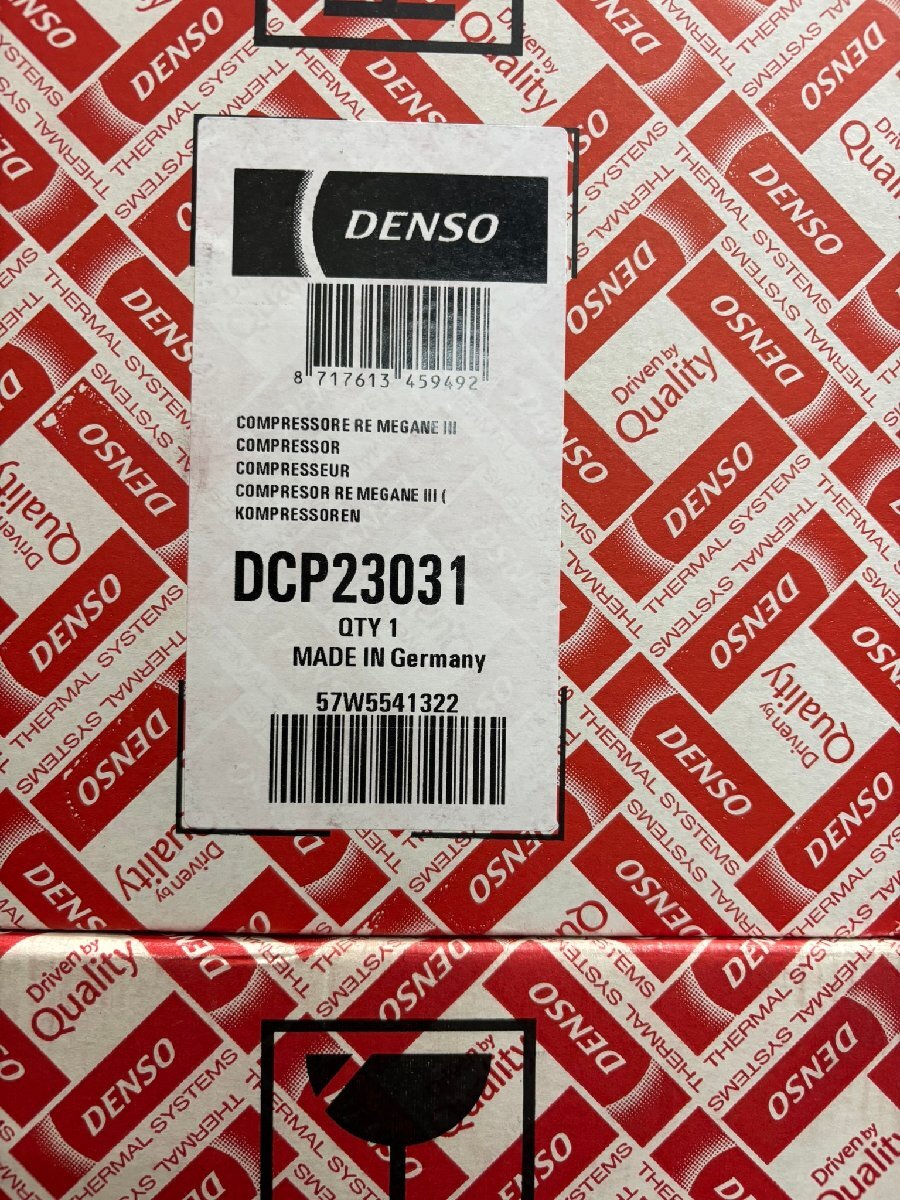 DENSO
8 717613 459492
COMPRESSORE RE MEGANE III
COMPRESSOR
COMPRESSEUR
COMPRESOR RE MEGANE III (
KOMPRESSOREN
DCP23031
QTY 1
MADE IN Germany
57W5541322
DENSO
THERMAL SYSTEMS
Driven by
Quality